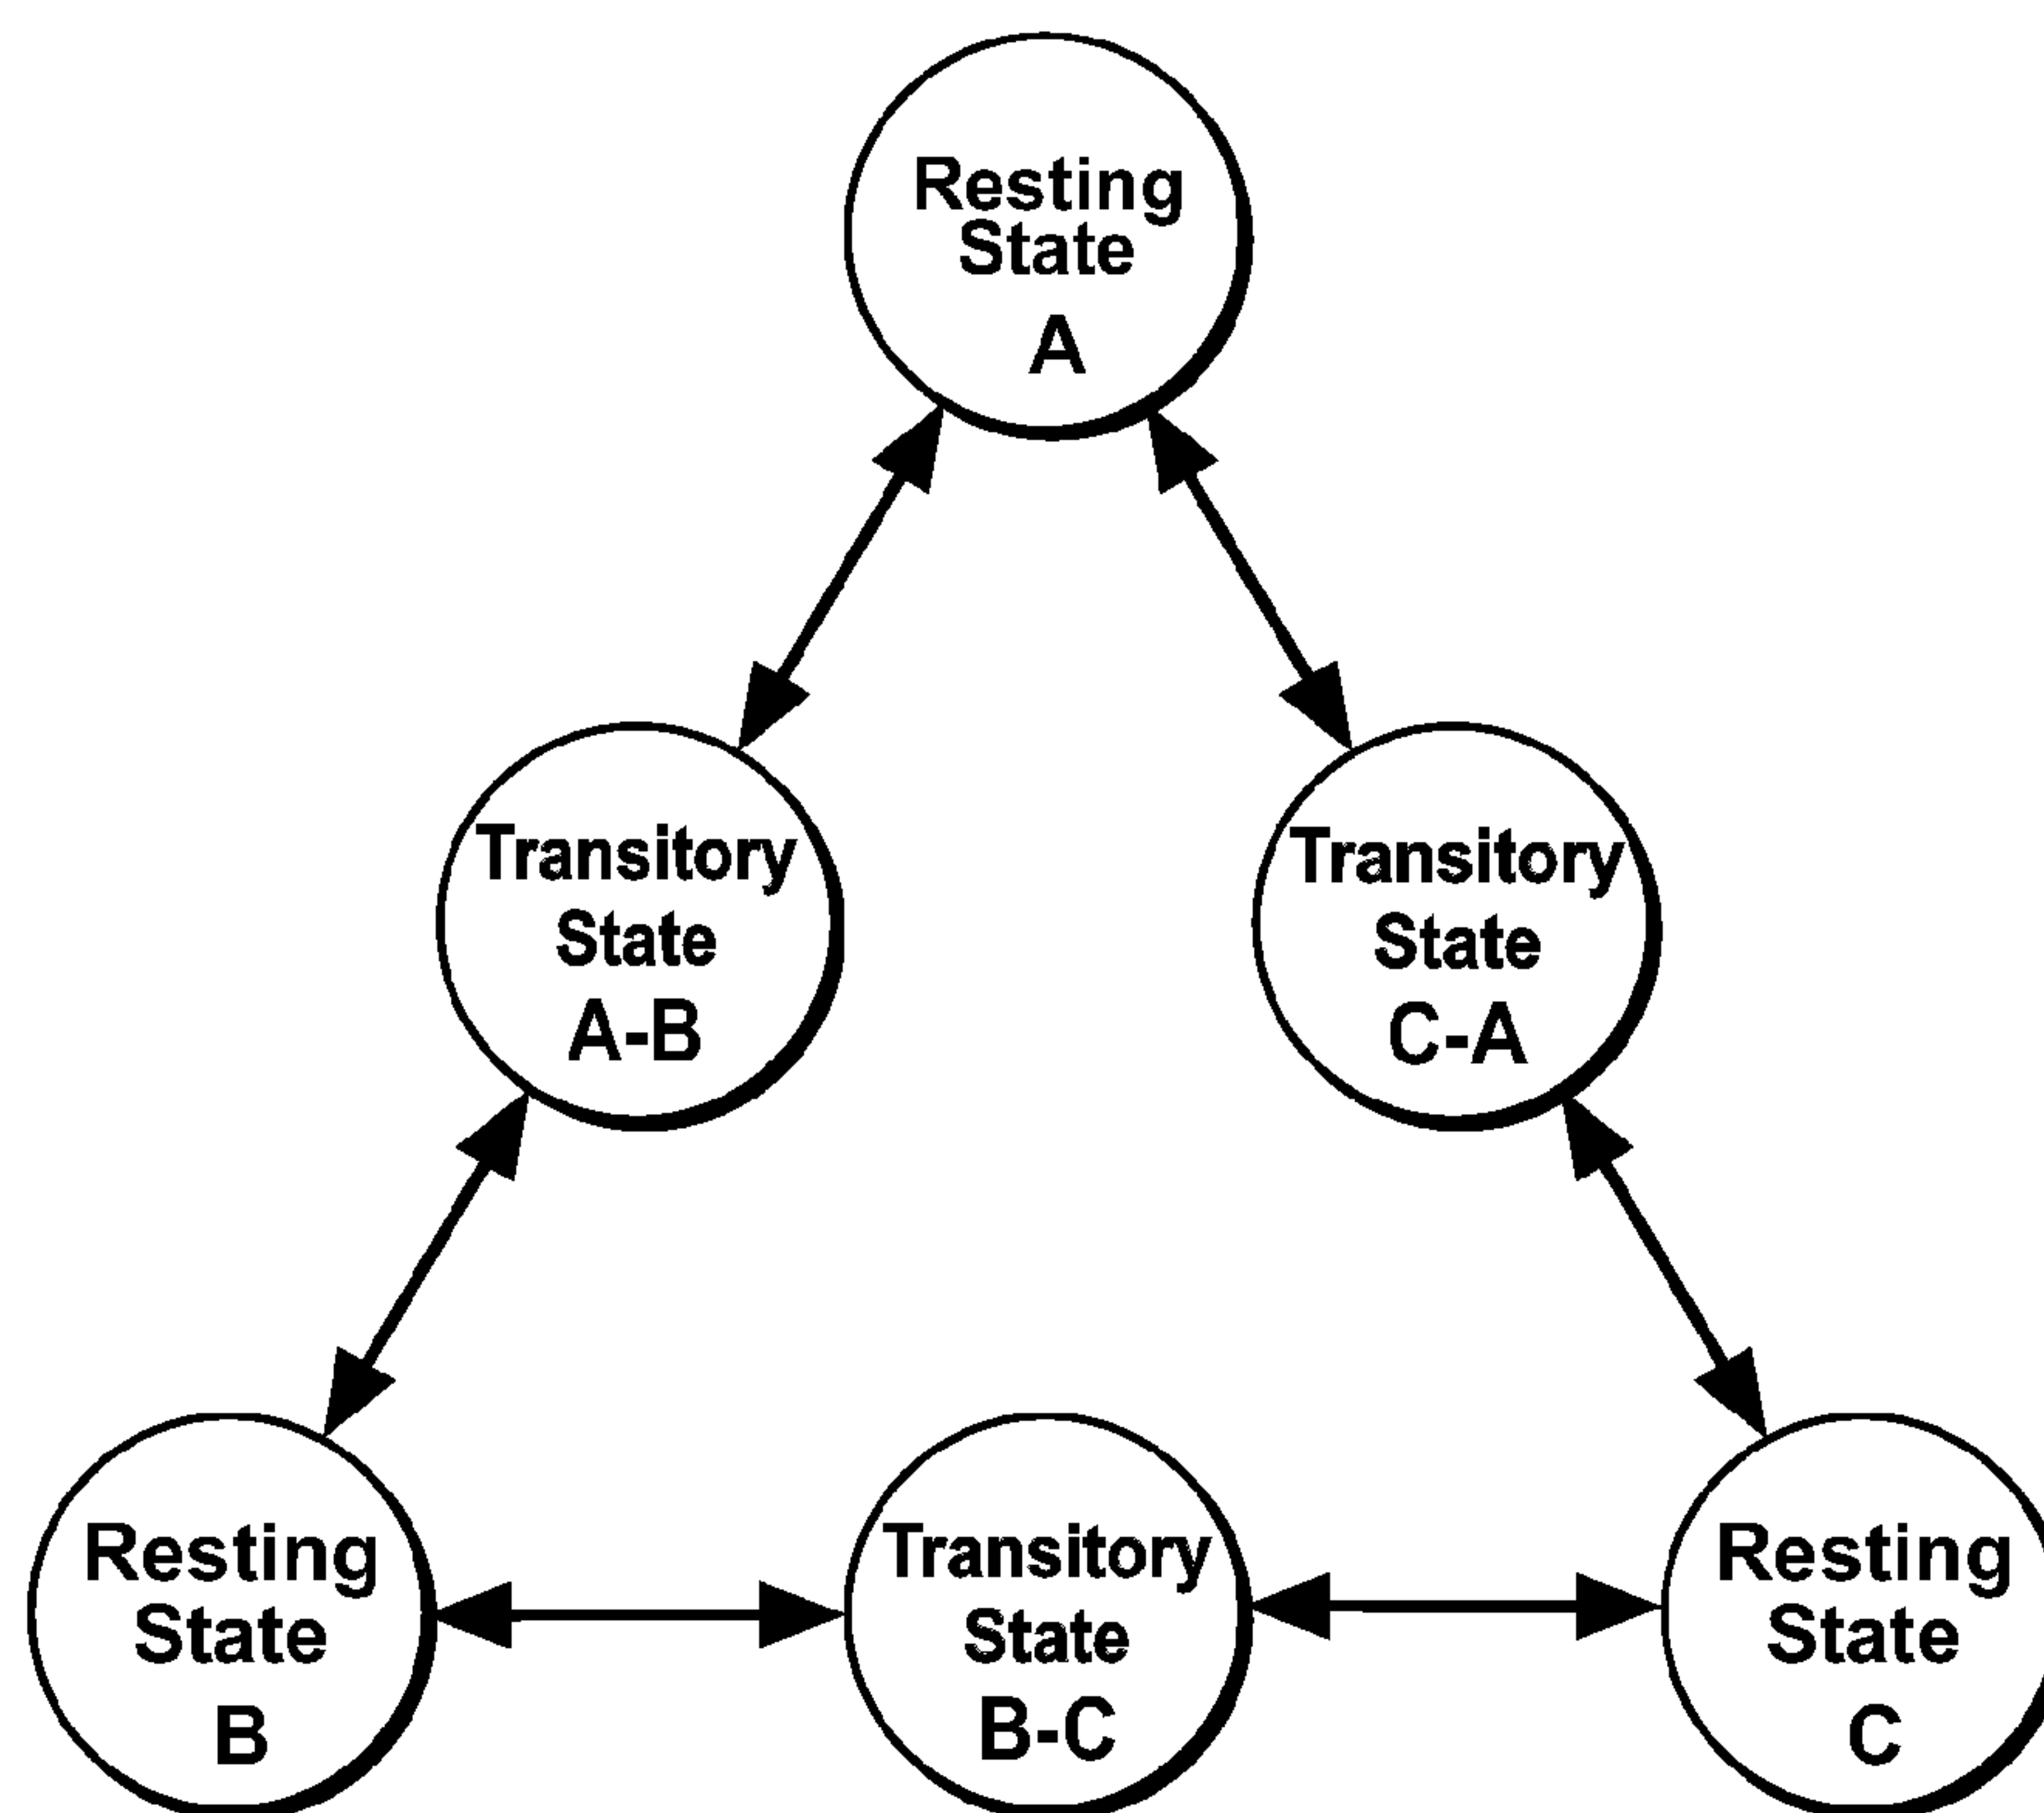 Resting
State
A
Transitory
State
A-B
Transitory
State
C-A
Resting
State
B
Transitory
State
B-C
Resting
State
C